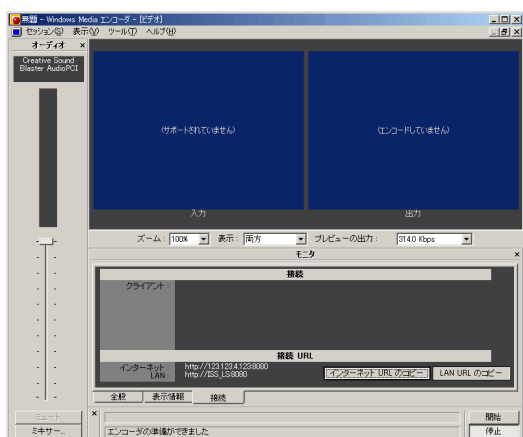 無題 - Windows Media エンコーダ - [ビデオ]
セッション(S) 表示(V) ツール(T) ヘルプ(H)
オーディオ
Creative Sound
Blaster AudioPCI
(サポートされていません)
(エンコードしていません)
入力
出力
ズーム: 100% 表示: 両方 プレビューの出力: 314.0 Kbps
モニタ
接続
クライアント:
接続 URL
インターネット: http://123.123.4.123:8080
LAN: http://ISS_LS:8080
インターネット URL のコピー
LAN URL のコピー
全般 表示情報 接続
ミュート
ミキサー...
エンコーダの準備ができました
開始
停止